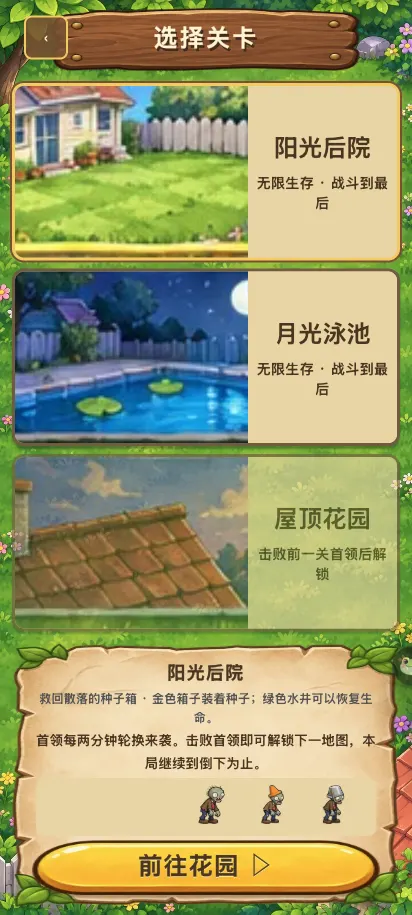 ‹
选择关卡
阳光后院
无限生存 · 战斗到最
后
月光泳池
无限生存 · 战斗到最
后
屋顶花园
击败前一关首领后解
锁
阳光后院
救回散落的种子箱 · 金色箱子装着种子；绿色水井可以恢复生
命。
首领每两分钟轮换来袭。击败首领即可解锁下一地图，本
局继续到倒下为止。
前往花园 ▷